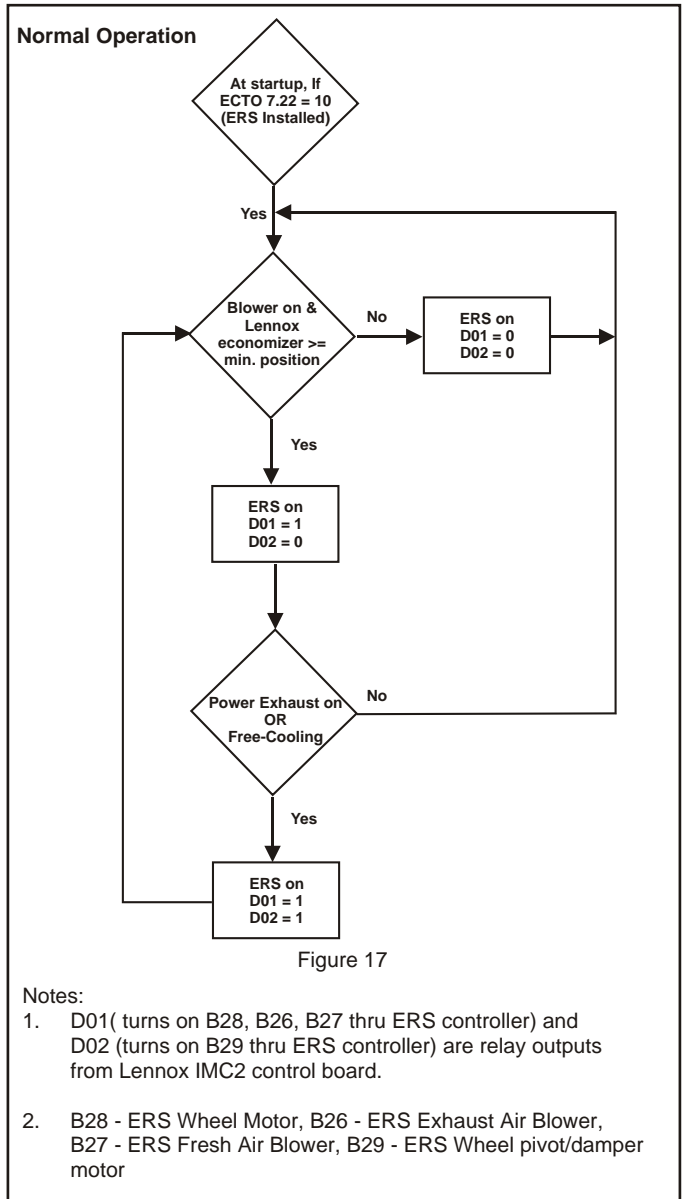 Normal Operation
At startup, If
ECTO 7.22 = 10
(ERS Installed)
Yes
Blower on &
Lennox
economizer >=
min. position
No
ERS on
D01 = 0
D02 = 0
Yes
ERS on
D01 = 1
D02 = 0
Power Exhaust on
OR
Free-Cooling
No
Yes
ERS on
D01 = 1
D02 = 1
Figure 17
Notes:
1. D01( turns on B28, B26, B27 thru ERS controller) and
D02 (turns on B29 thru ERS controller) are relay outputs
from Lennox IMC2 control board.
2. B28 - ERS Wheel Motor, B26 - ERS Exhaust Air Blower,
B27 - ERS Fresh Air Blower, B29 - ERS Wheel pivot/damper
motor